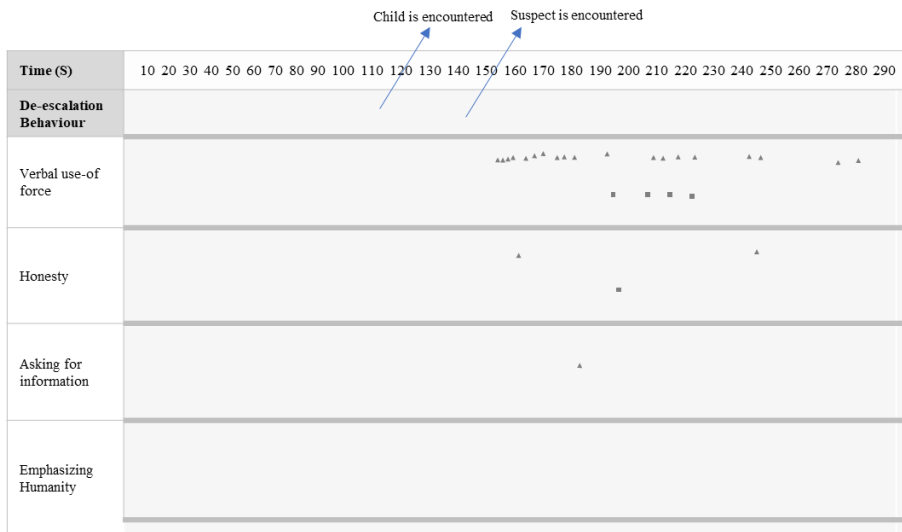 Child is encountered
Suspect is encountered
Time (S)
10 20 30 40 50 60 70 80 90 100 110 120 130 140 150 160 170 180 190 200 210 220 230 240 250 260 270 280 290
De-escalation
Behaviour
Verbal use-of
force
Honesty
Asking for
information
Emphasizing
Humanity